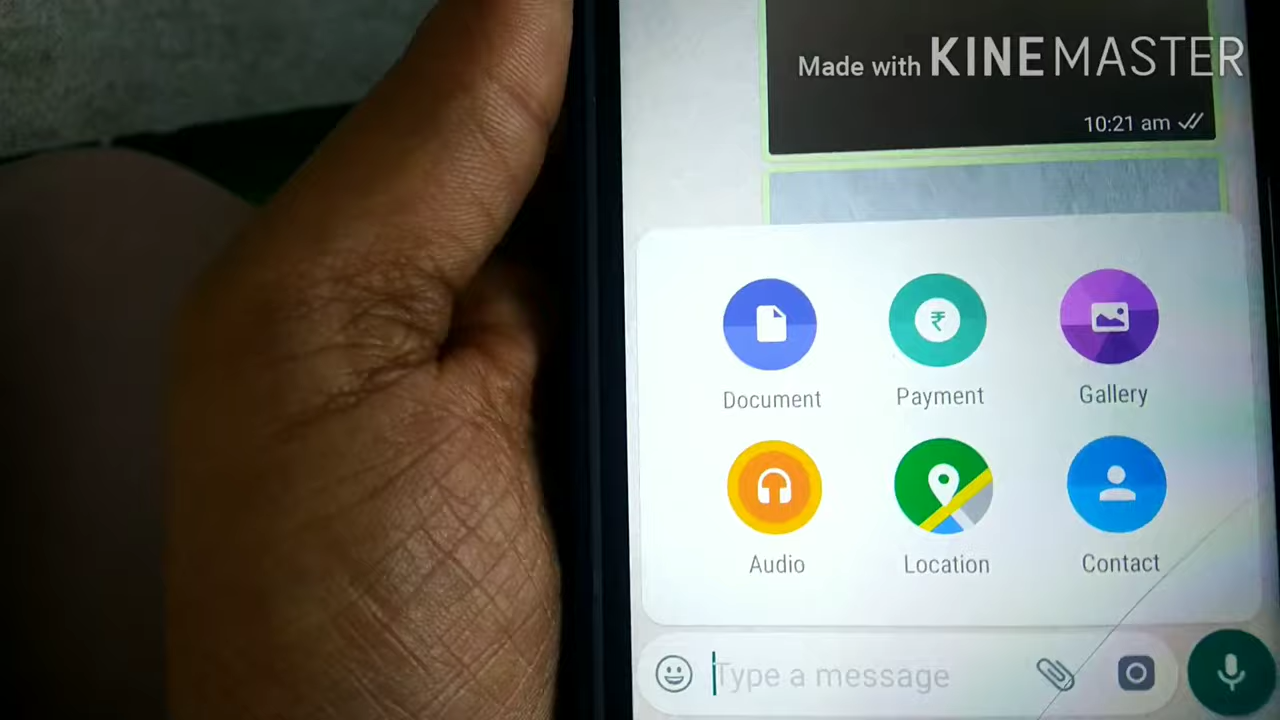 Made with KINEMASTER
10:21 am
Document Payment Gallery
Audio Location Contact
Type a message